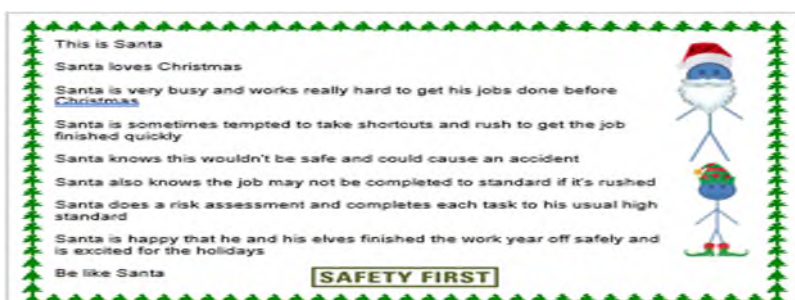 This is Santa
Santa loves Christmas
Santa is very busy and works really hard to get his jobs done before
Christmas
Santa is sometimes tempted to take shortcuts and rush to get the job
finished quickly
Santa knows this wouldn't be safe and could cause an accident
Santa also knows the job may not be completed to standard if it's rushed
Santa does a risk assessment and completes each task to his usual high
standard
Santa is happy that he and his elves finished the work year off safely and
is excited for the holidays
Be like Santa
SAFETY FIRST